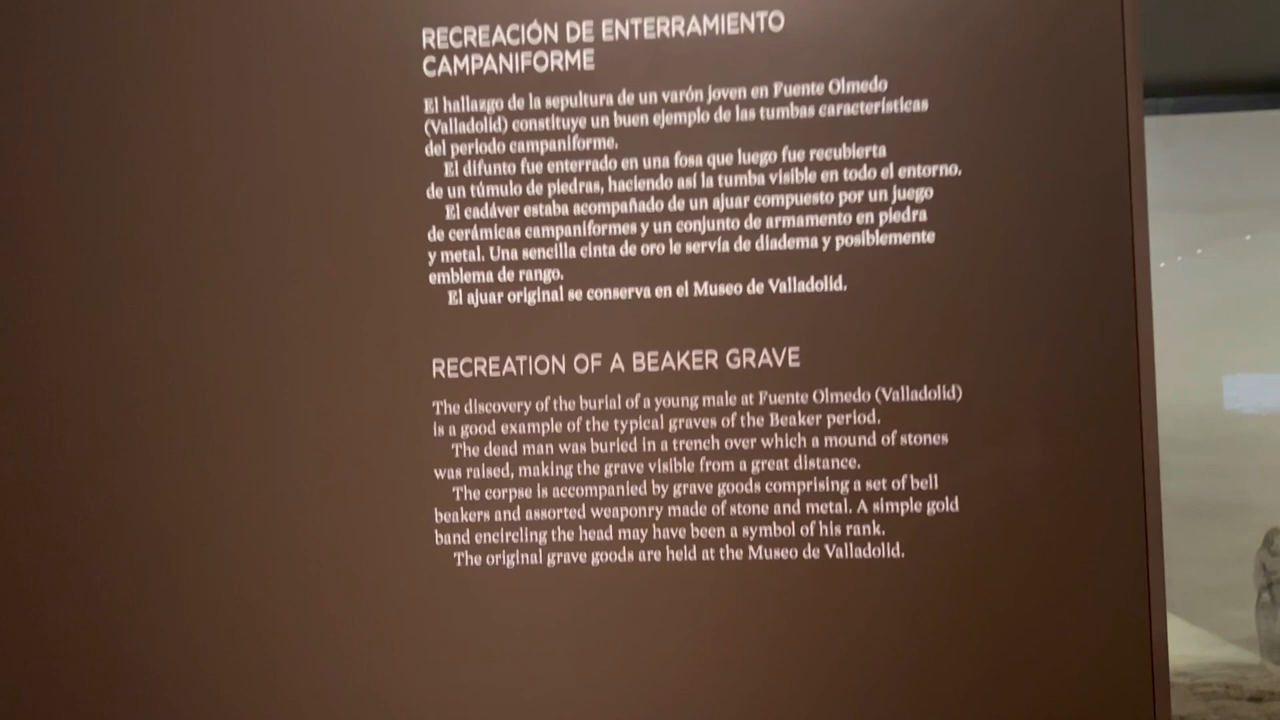 RECREACIÓN DE ENTERRAMIENTO
CAMPANIFORME
El hallazgo de la sepultura de un varón joven en Fuente Olmedo
(Valladolid) constituye un buen ejemplo de las tumbas características
del periodo campaniforme.
El difunto fue enterrado en una fosa que luego fue recubierta
de un túmulo de piedras, haciendo así la tumba visible en todo el entorno.
El cadáver estaba acompañado de un ajuar compuesto por un juego
de cerámicas campaniformes y un conjunto de armamento en piedra
y metal. Una sencilla cinta de oro le servía de diadema y posiblemente
emblema de rango.
El ajuar original se conserva en el Museo de Valladolid.
RECREATION OF A BEAKER GRAVE
The discovery of the burial of a young male at Fuente Olmedo (Valladolid)
is a good example of the typical graves of the Beaker period.
The dead man was buried in a trench over which a mound of stones
was raised, making the grave visible from a great distance.
The corpse is accompanied by grave goods comprising a set of bell
beakers and assorted weaponry made of stone and metal. A simple gold
band encircling the head may have been a symbol of his rank.
The original grave goods are held at the Museo de Valladolid.